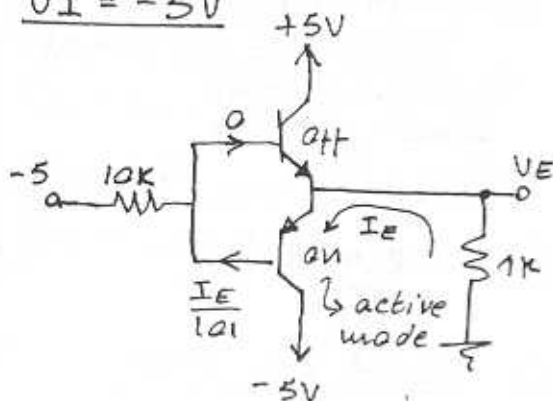 VI = -5V
+5V
0
off
-5
10K
VE
IE
on
1K
IE
101
↳ active
mode
-5V